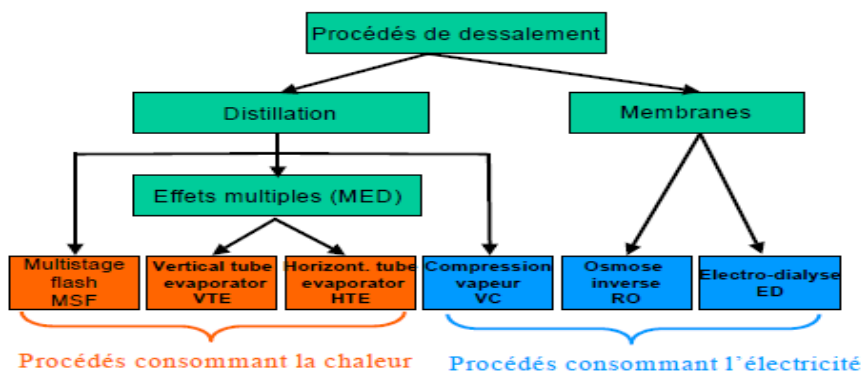 Procédés de dessalement
Distillation
Membranes
Effets multiples (MED)
Multistage
flash
MSF
Vertical tube
evaporator
VTE
Horizont. tube
evaporator
HTE
Compression
vapeur
VC
Osmose
inverse
RO
Electro-dialyse
ED
Procédés consommant la chaleur
Procédés consommant l'électricité